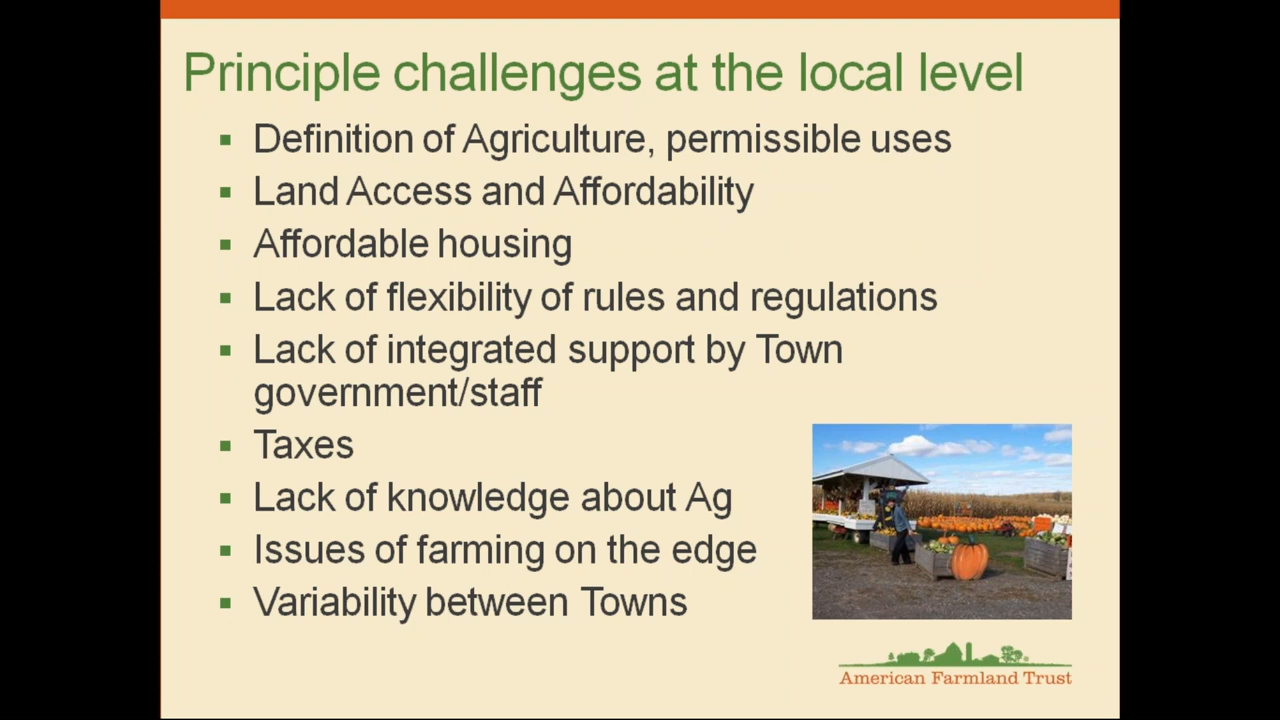 Principle challenges at the local level
▪ Definition of Agriculture, permissible uses
▪ Land Access and Affordability
▪ Affordable housing
▪ Lack of flexibility of rules and regulations
▪ Lack of integrated support by Town
government/staff
▪ Taxes
▪ Lack of knowledge about Ag
▪ Issues of farming on the edge
▪ Variability between Towns
American Farmland Trust